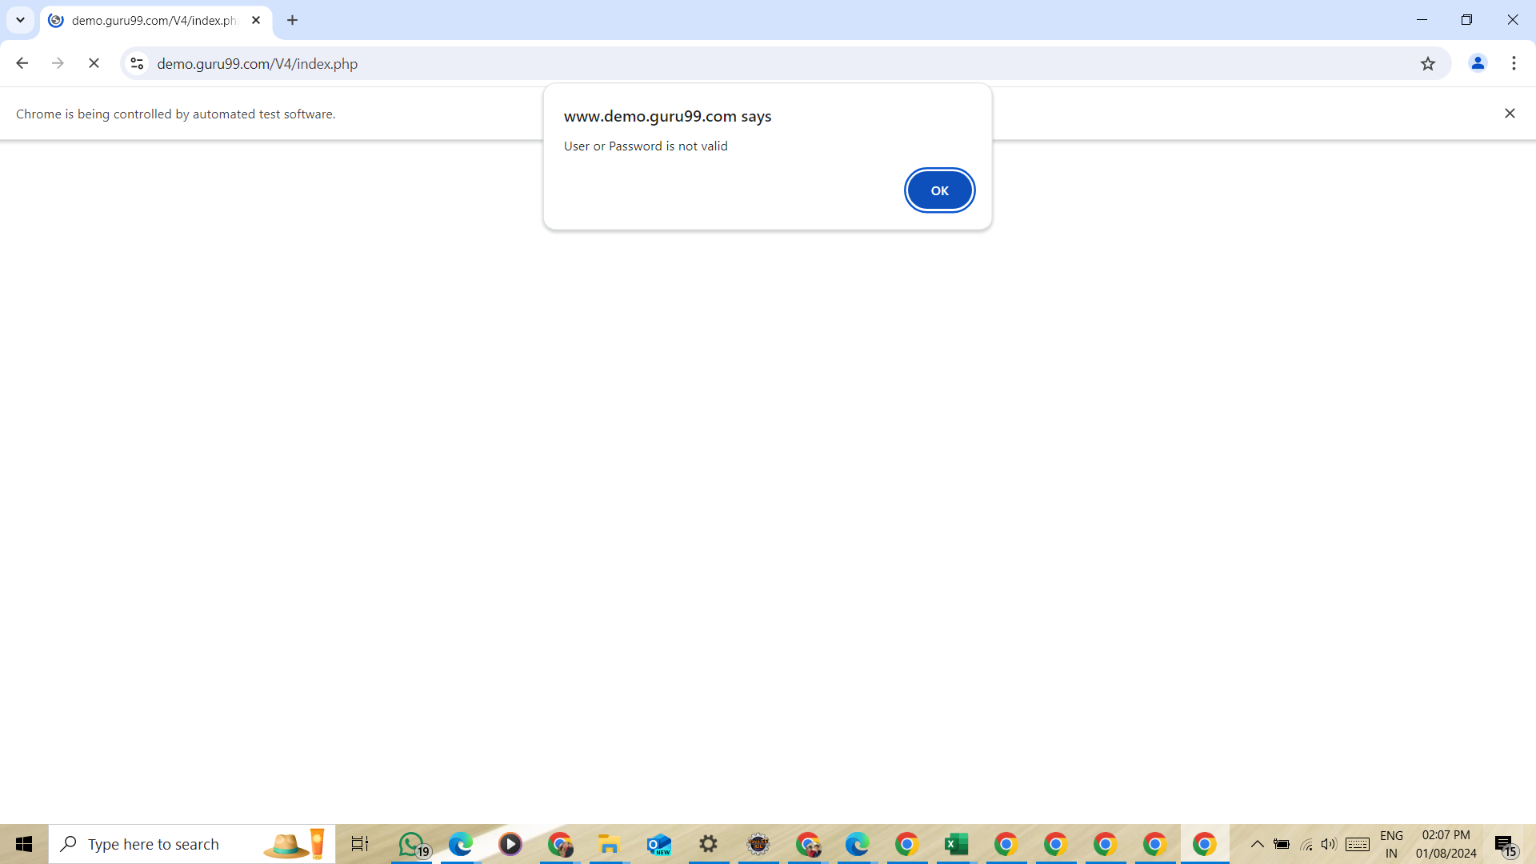 demo.guru99.com/V4/index.ph
demo.guru99.com/V4/index.php
Chrome is being controlled by automated test software.
www.demo.guru99.com says
User or Password is not valid
OK
Type here to search
19
NEW
ENG
IN
02:07 PM
01/08/2024
15